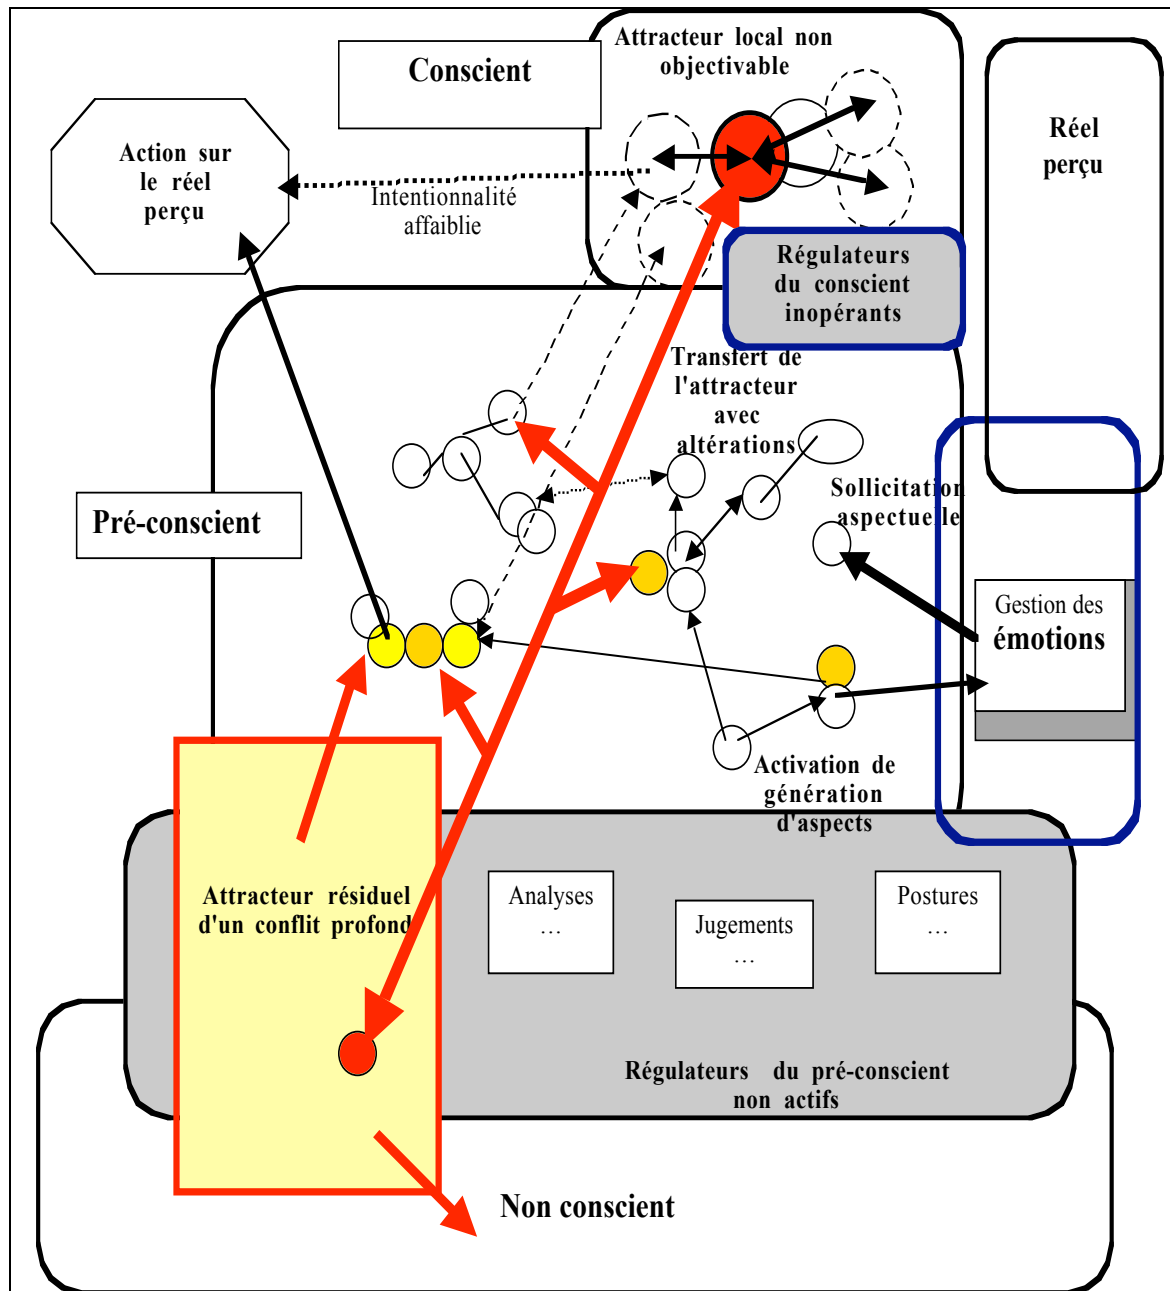 Attracteur local non
objectivable
Conscient
Réel
perçu
Action sur
le réel
perçu
Intentionnalité
affaiblie
Régulateurs
du conscient
inopérants
Transfert de
l'attracteur
avec
altérations
Sollicitation
aspectuelle
Pré-conscient
Gestion des
émotions
Activation de
génération
d'aspects
Attracteur résiduel
d'un conflit profond
Analyses
...
Jugements
...
Postures
...
Régulateurs du pré-conscient
non actifs
Non conscient